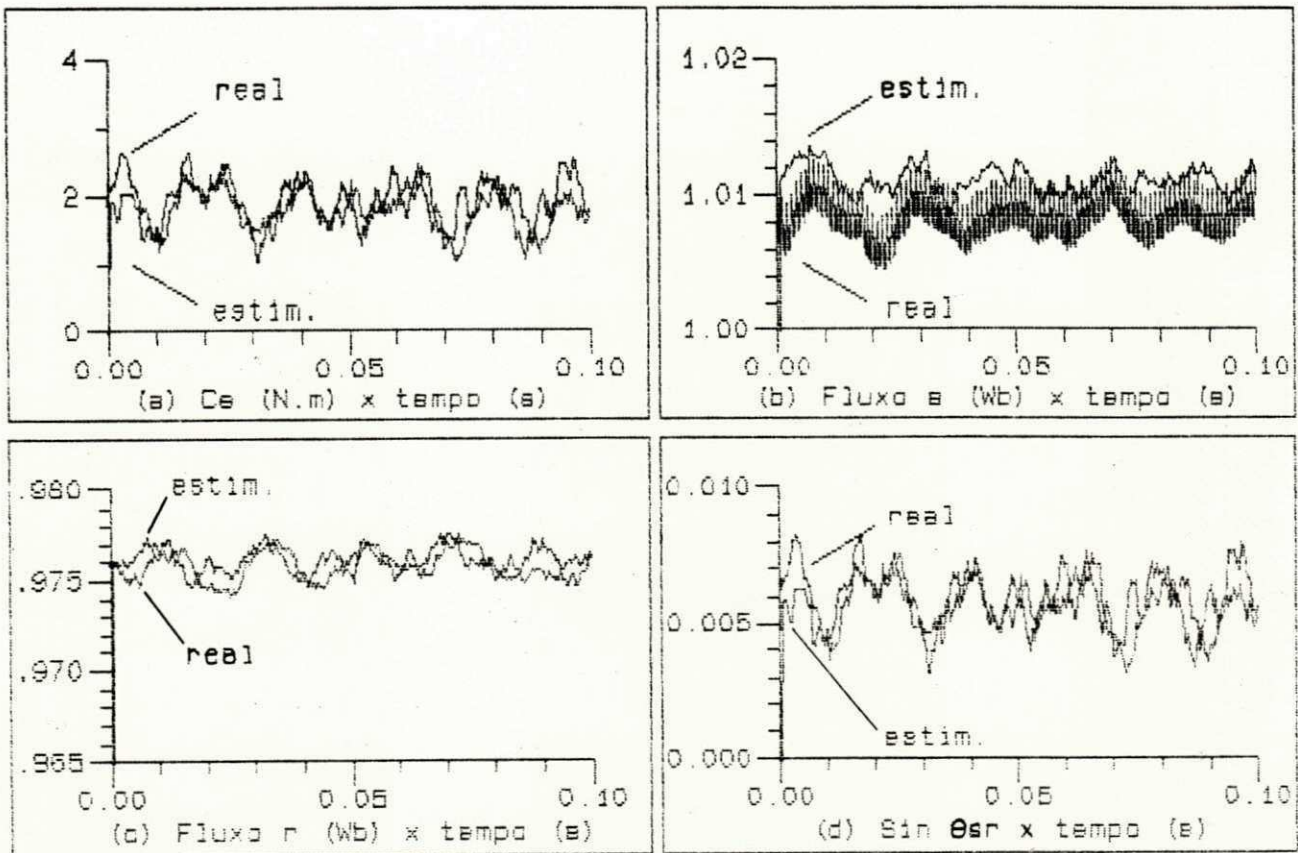 4
real
2
estim.
0
0.00 0.05 0.10
(a) Ce (N.m) x tempo (s)
1.02
estim.
1.01
real
1.00
0.00 0.05 0.10
(b) Fluxo s (Wb) x tempo (s)
.980
estim.
.975
real
.970
.965
0.00 0.05 0.10
(c) Fluxo r (Wb) x tempo (s)
0.010
real
0.005
estim.
0.000
0.00 0.05 0.10
(d) Sin θsr x tempo (s)